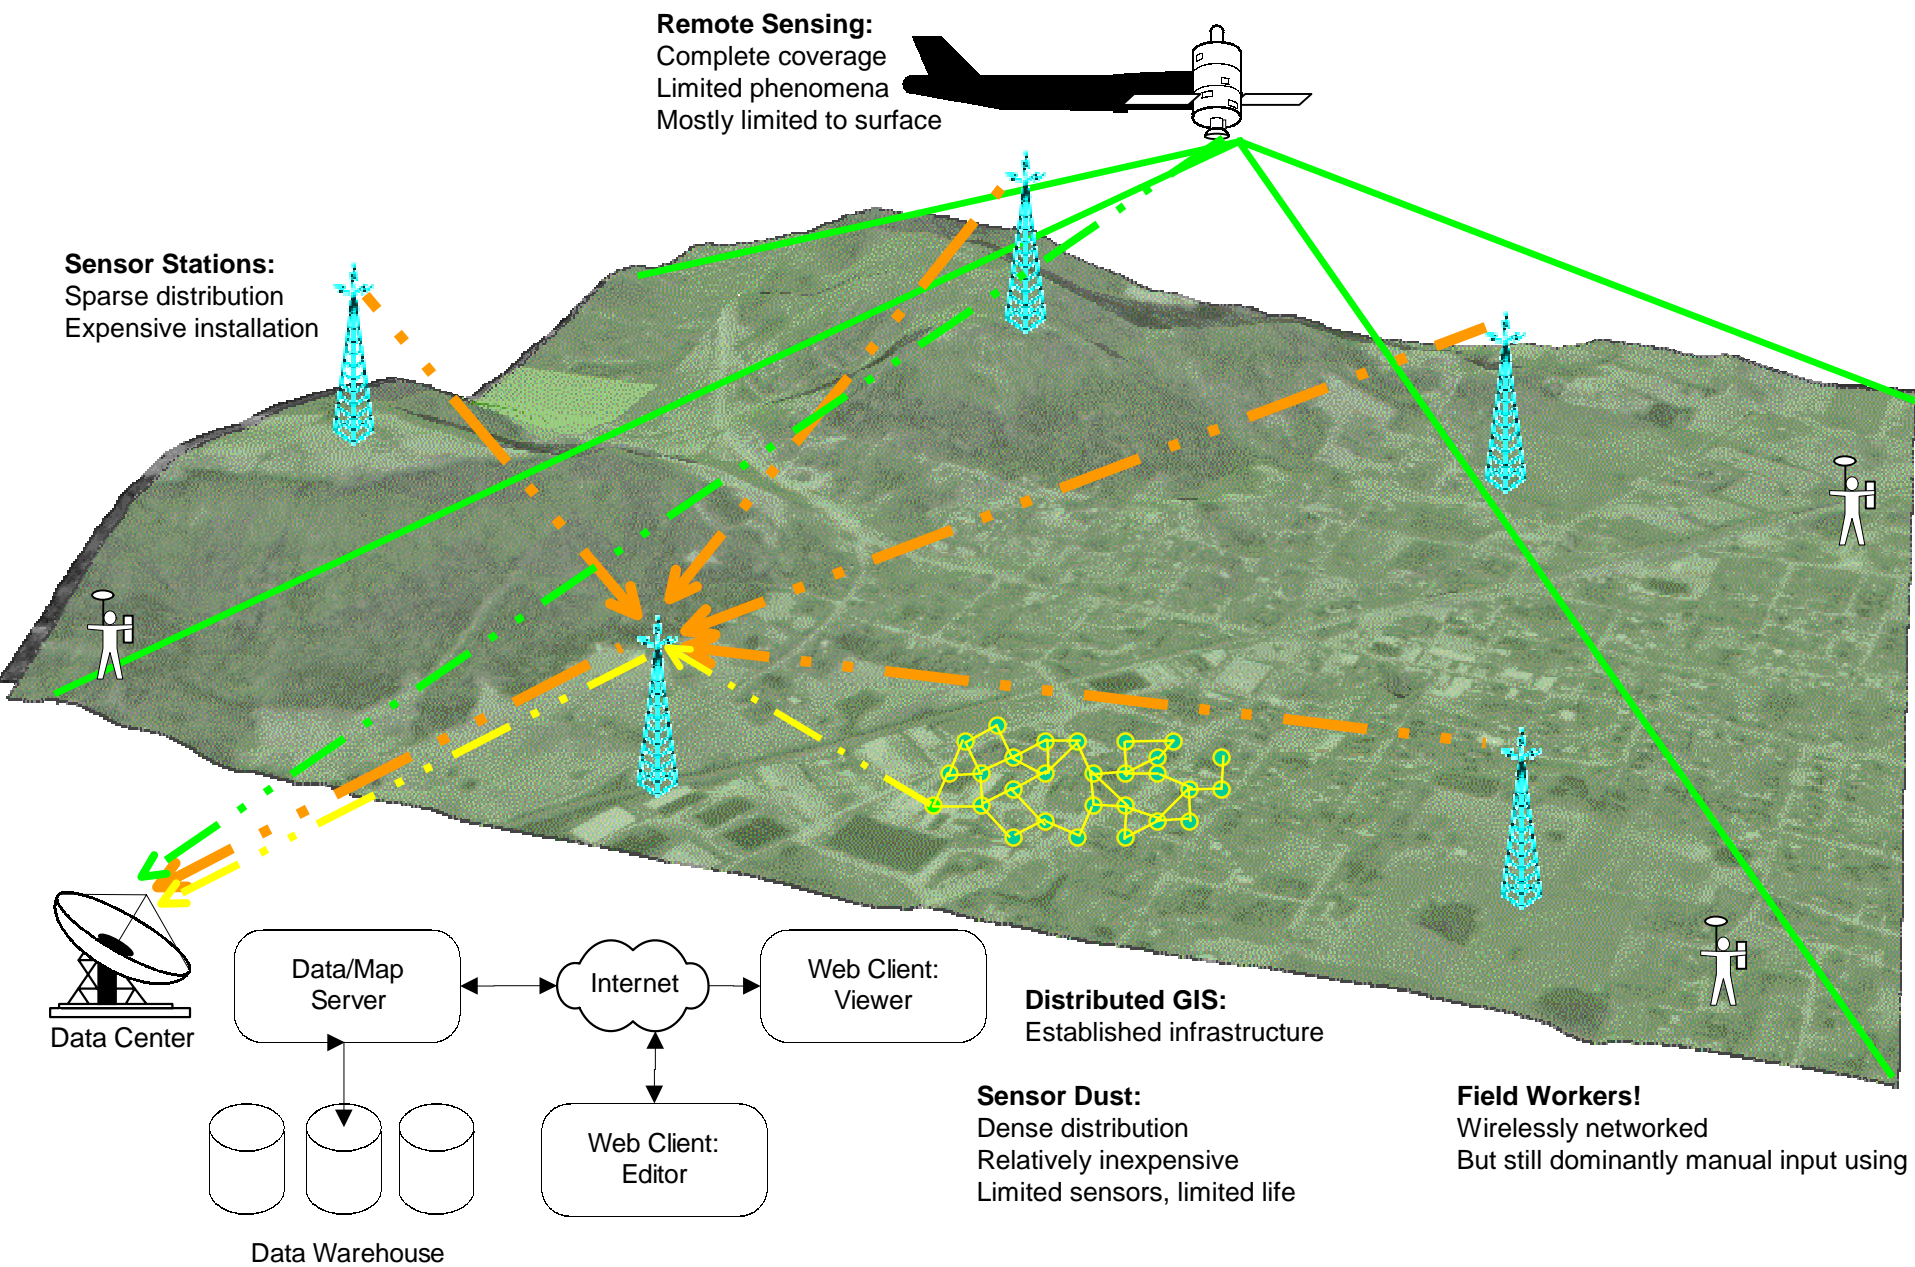 Remote Sensing:
Complete coverage
Limited phenomena
Mostly limited to surface
Sensor Stations:
Sparse distribution
Expensive installation
Data Center
Data/Map
Server
Internet
Web Client:
Viewer
Web Client:
Editor
Data Warehouse
Distributed GIS:
Established infrastructure
Sensor Dust:
Dense distribution
Relatively inexpensive
Limited sensors, limited life
Field Workers!
Wirelessly networked
But still dominantly manual input using